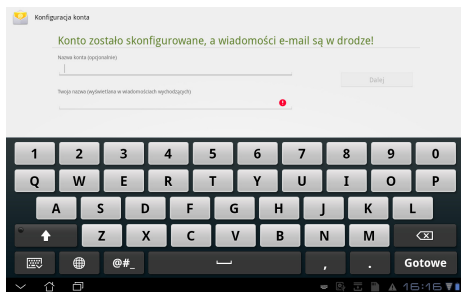 Konfiguracja konta
Konto zostało skonfigurowane, a wiadomości e-mail są w drodze!
Nazwa konta (opcjonalnie)
Dalej
Twoja nazwa (wyświetlana w wiadomościach wychodzących)
1 2 3 4 5 6 7 8 9 0
Q W E R T Y U I O P
A S D F G H J K L
Z X C V B N M
@#_ , . Gotowe
16:16